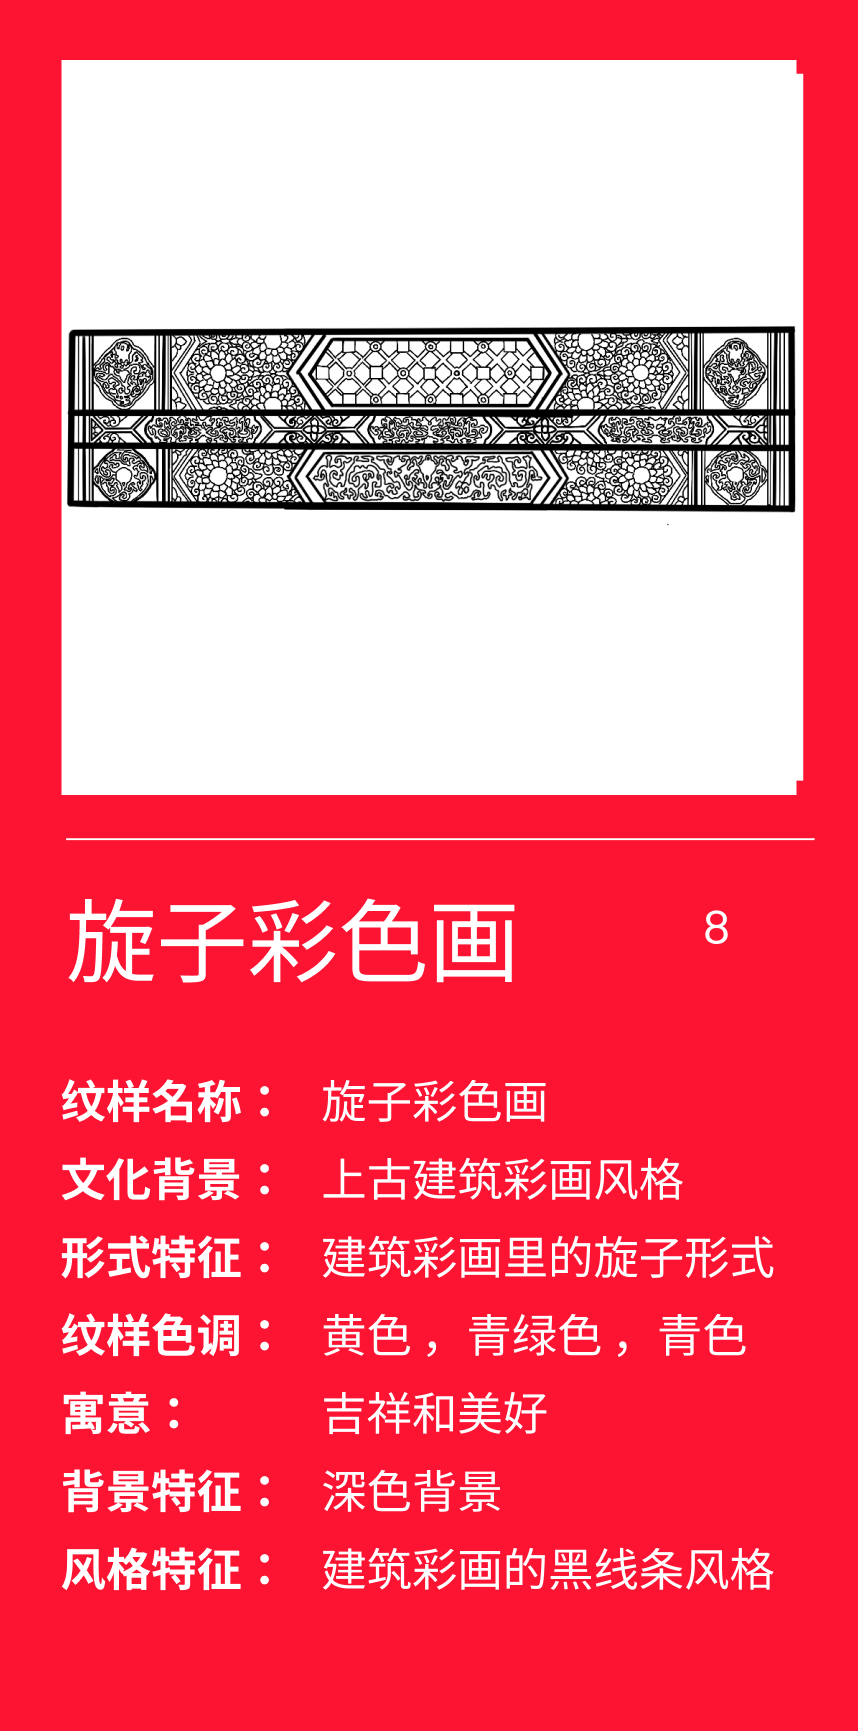 旋子彩色画
8
纹样名称： 旋子彩色画
文化背景： 上古建筑彩画风格
形式特征： 建筑彩画里的旋子形式
纹样色调： 黄色，青绿色，青色
寓意： 吉祥和美好
背景特征： 深色背景
风格特征： 建筑彩画的黑线条风格